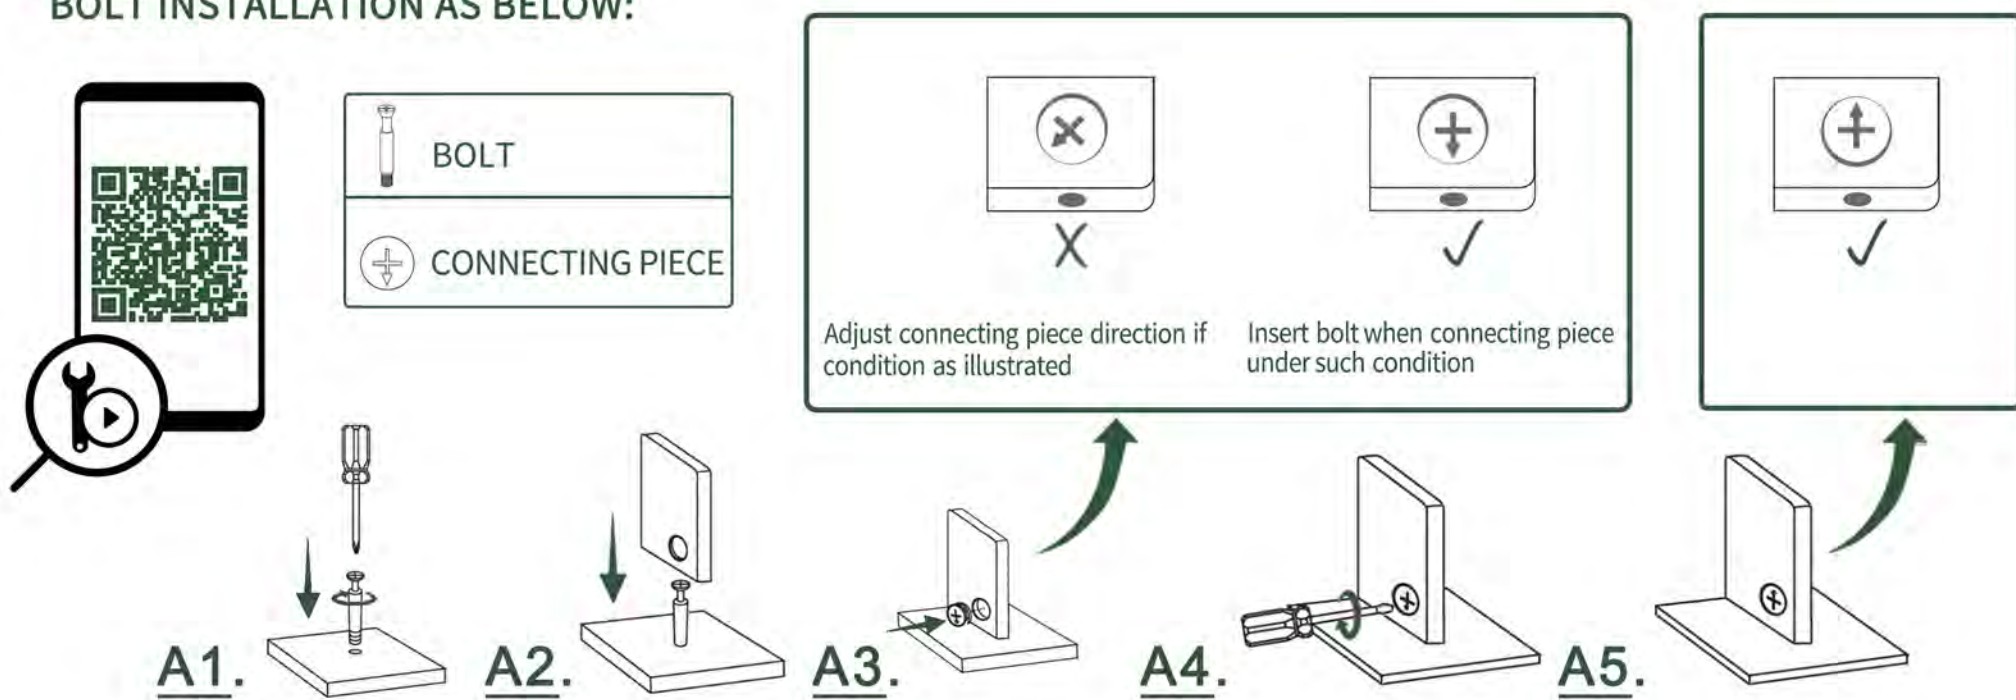 BOLT INSTALLATION AS BELOW:
BOLT
CONNECTING PIECE
X
Adjust connecting piece direction if
condition as illustrated
Insert bolt when connecting piece
under such condition
A1.
A2.
A3.
A4.
A5.